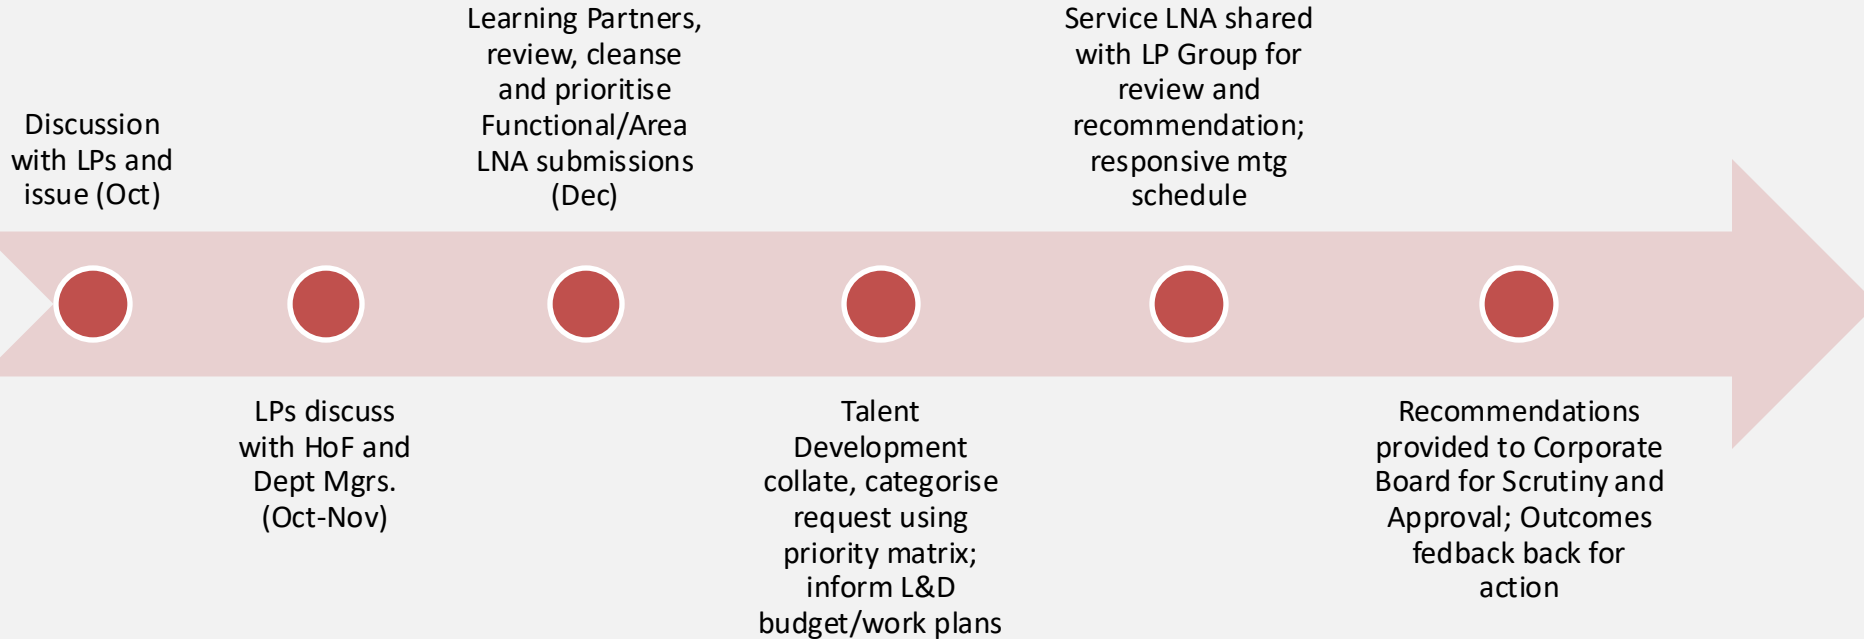 Discussion
with LPs and
issue (Oct)
LPs discuss
with HoF and
Dept Mgrs.
(Oct-Nov)
Learning Partners,
review, cleanse
and prioritise
Functional/Area
LNA submissions
(Dec)
Talent
Development
collate, categorise
request using
priority matrix;
inform L&D
budget/work plans
Service LNA shared
with LP Group for
review and
recommendation;
responsive mtg
schedule
Recommendations
provided to Corporate
Board for Scrutiny and
Approval; Outcomes
fedback back for
action